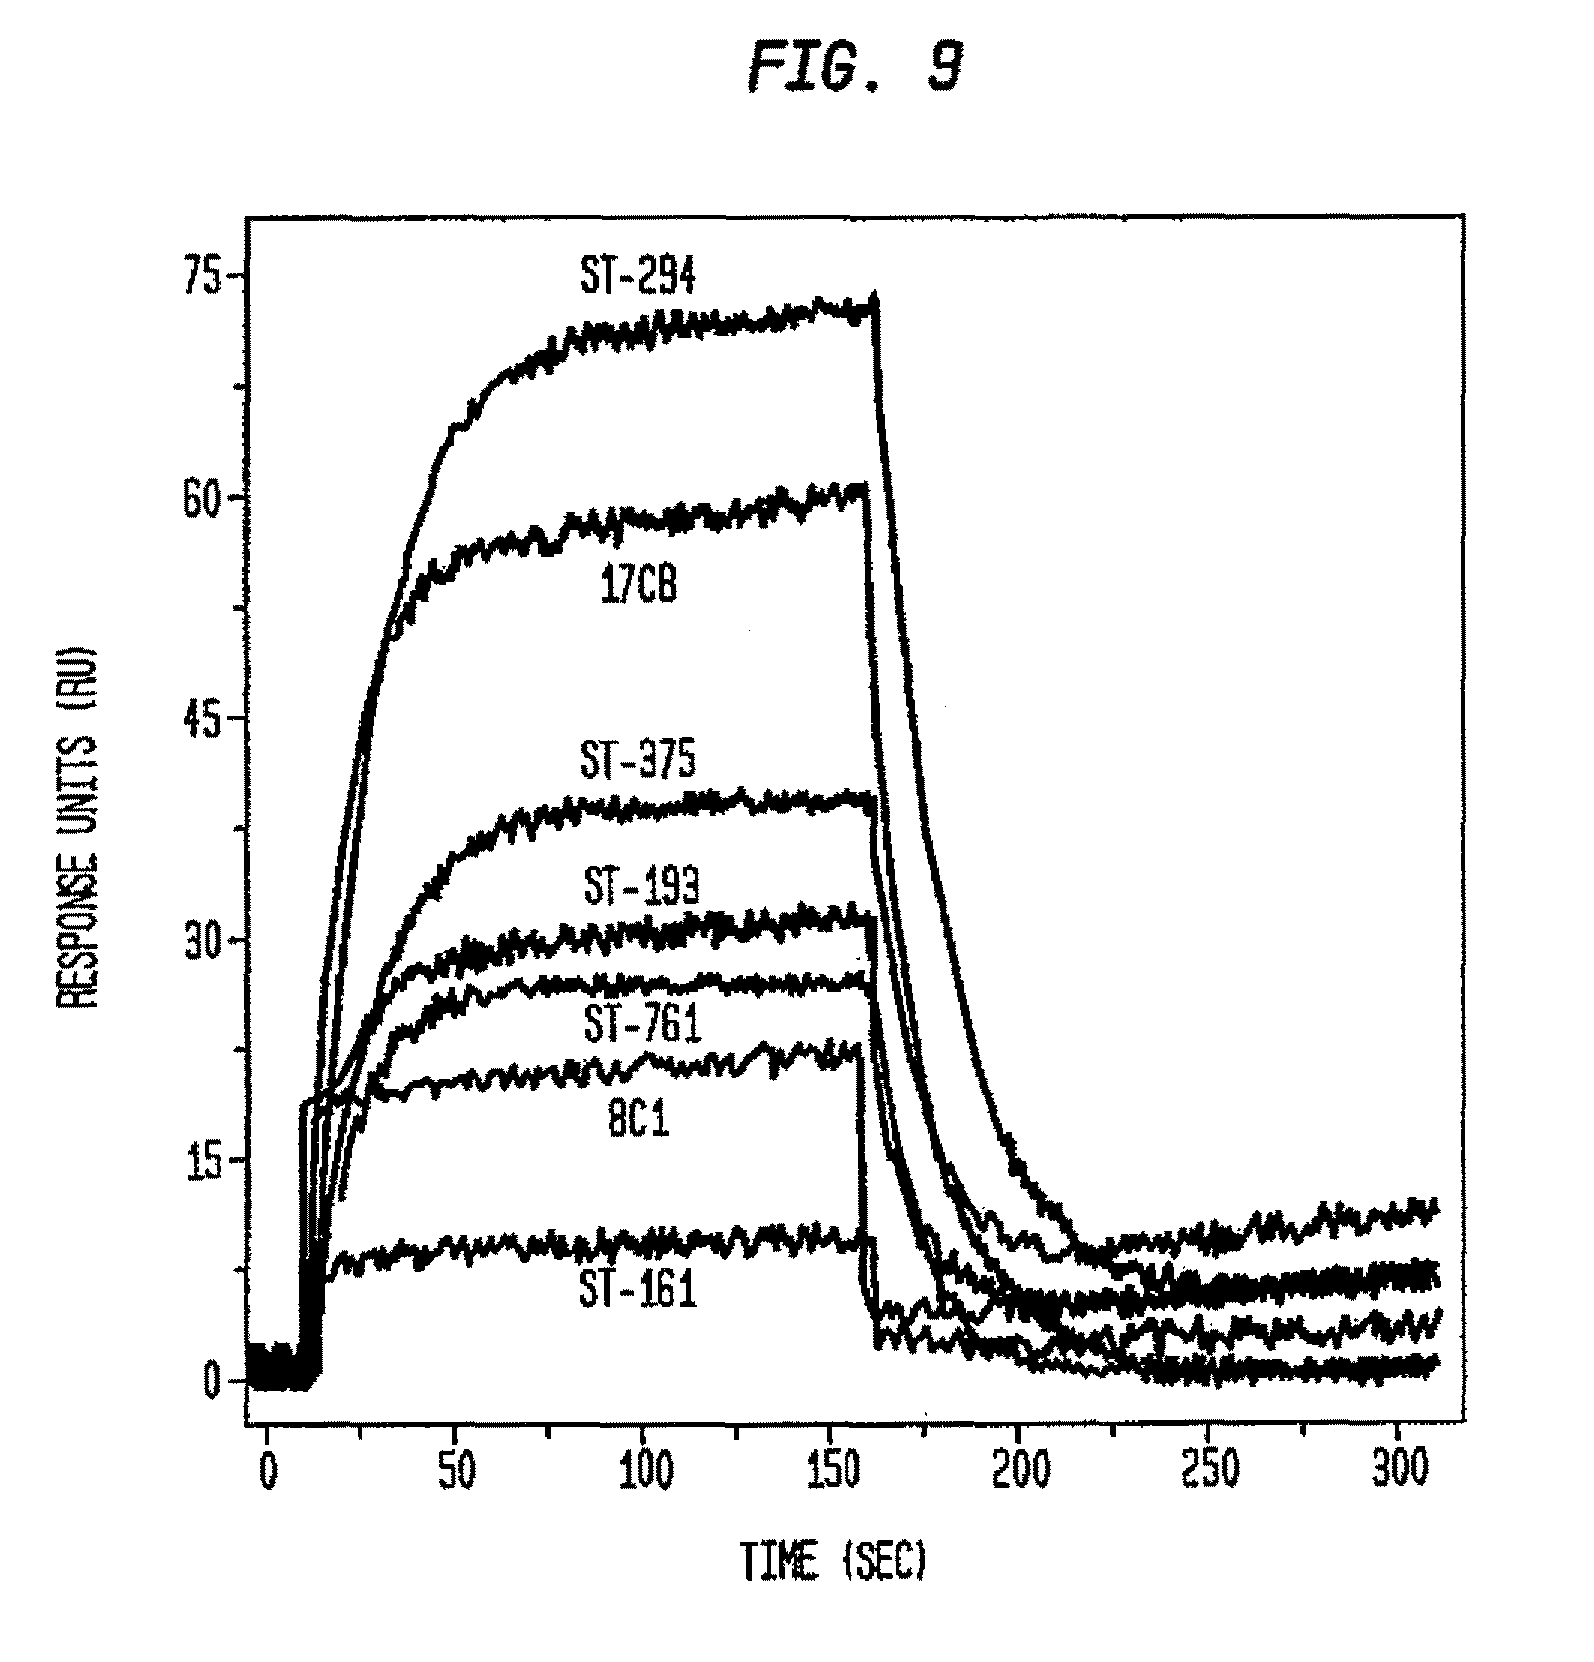 FIG. 9
75
60
45
30
15
0
RESPONSE UNITS (RU)
ST-294
17CB
ST-375
ST-193
ST-761
8C1
ST-161
0 50 100 150 200 250 300
TIME (SEC)